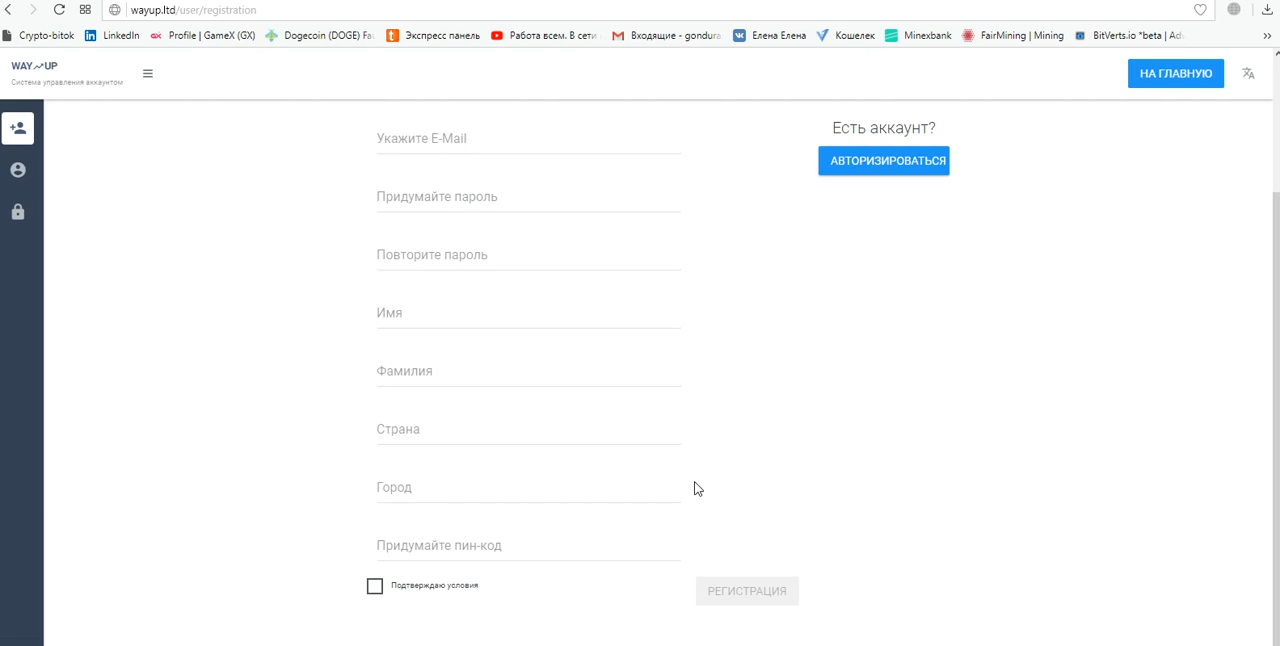 wayup.ltd/user/registration
Crypto-bitok LinkedIn Profile | GameX (GX) Dogecoin (DOGE) Fau Экспресс панель Работа всем. В сети Входящие - gondura Елена Елена Кошелек Minexbank FairMining | Mining BitVerts.io *beta | Ad
WAY UP
Система управления аккаунтом
НА ГЛАВНУЮ
Укажите E-Mail
Есть аккаунт?
АВТОРИЗИРОВАТЬСЯ
Придумайте пароль
Повторите пароль
Имя
Фамилия
Страна
Город
Придумайте пин-код
Подтверждаю условия
РЕГИСТРАЦИЯ